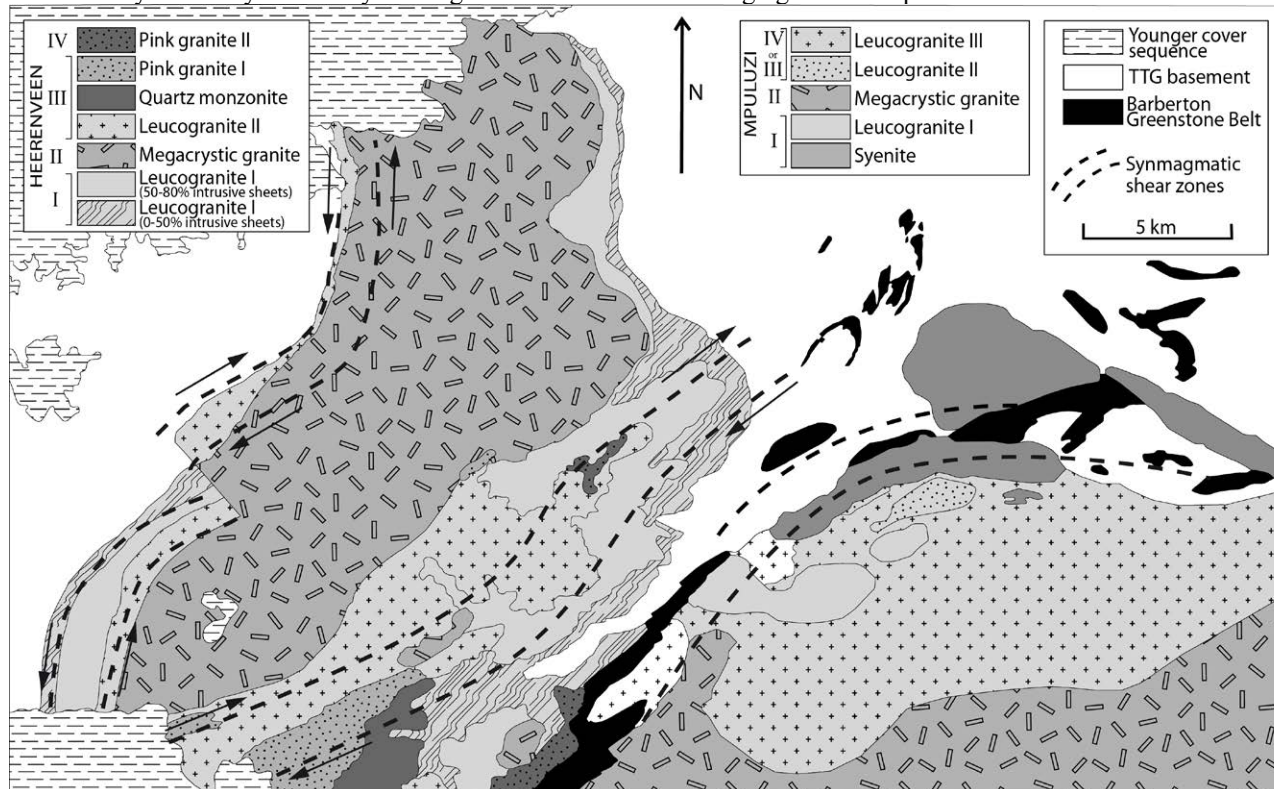 HEERENVEEN
IV
Pink granite II
Pink granite I
III
Quartz monzonite
Leucogranite II
II
Megacrystic granite
I
Leucogranite I
(50-80% intrusive sheets)
Leucogranite I
(0-50% intrusive sheets)
N
MPULUZI
IV
or
III
Leucogranite III
Leucogranite II
II
Megacrystic granite
I
Leucogranite I
Syenite
Younger cover
sequence
TTG basement
Barberton
Greenstone Belt
Synmagmatic
shear zones
5 km